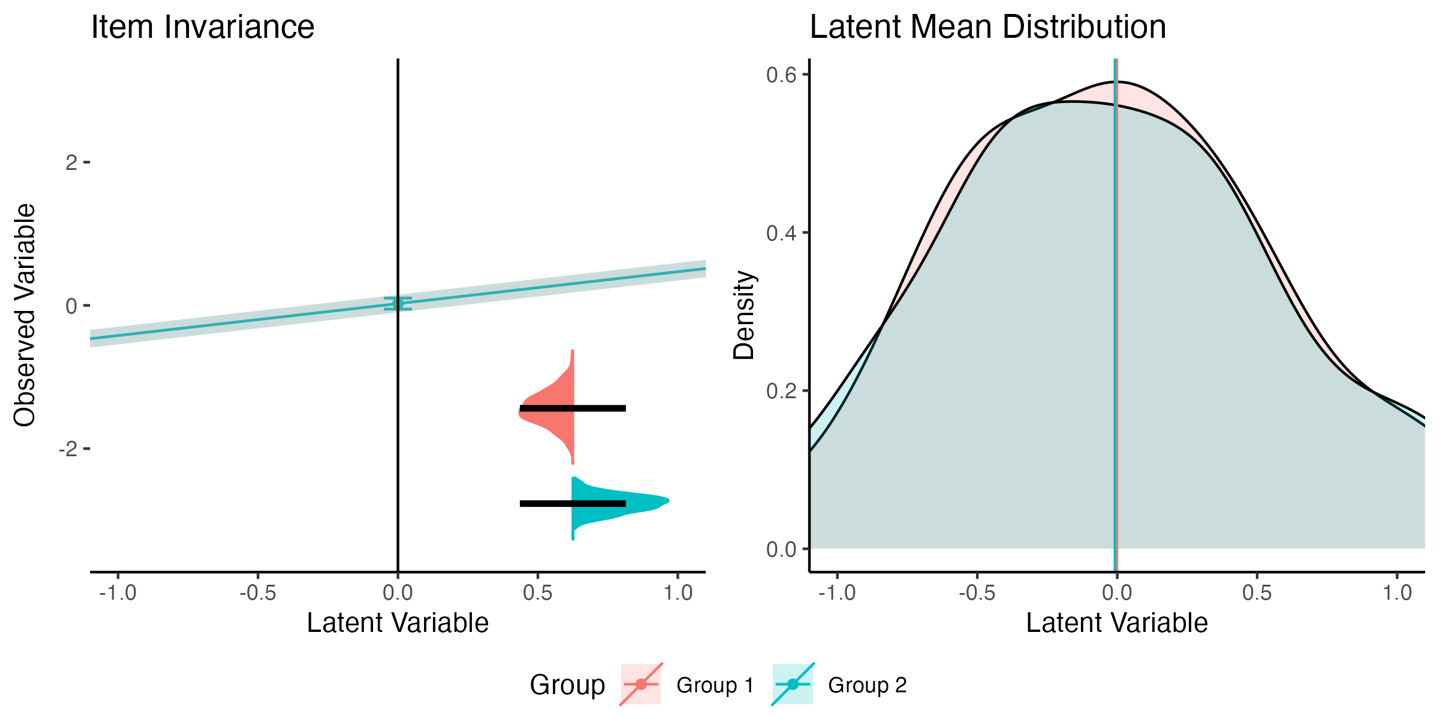 Item Invariance
Observed Variable
2
0
-2
-1.0 -0.5 0.0 0.5 1.0
Latent Variable
Latent Mean Distribution
Density
0.6
0.4
0.2
0.0
-1.0 -0.5 0.0 0.5 1.0
Latent Variable
Group Group 1 Group 2